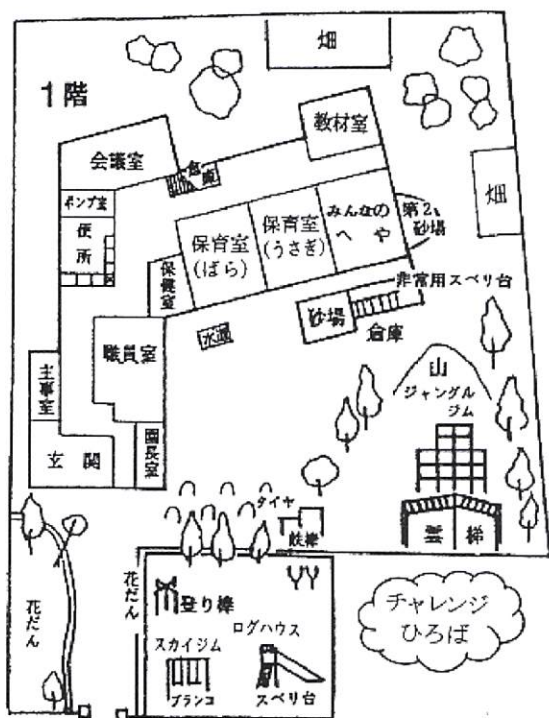 畑
1階
教材室
会議室
倉庫
ポンプ室
便所
保育室
(ばら)
保育室
(うさぎ)
みんなの
へや
第2
砂場
畑
保健室
非常用スベリ台
砂場
倉庫
水道
職員室
主事室
園長室
玄関
山
ジャングル
ジム
タイヤ
鉄棒
雲梯
花だん
花だん
登り棒
ログハウス
スカイジム
ブランコ
スベリ台
チャレンジ
ひろば